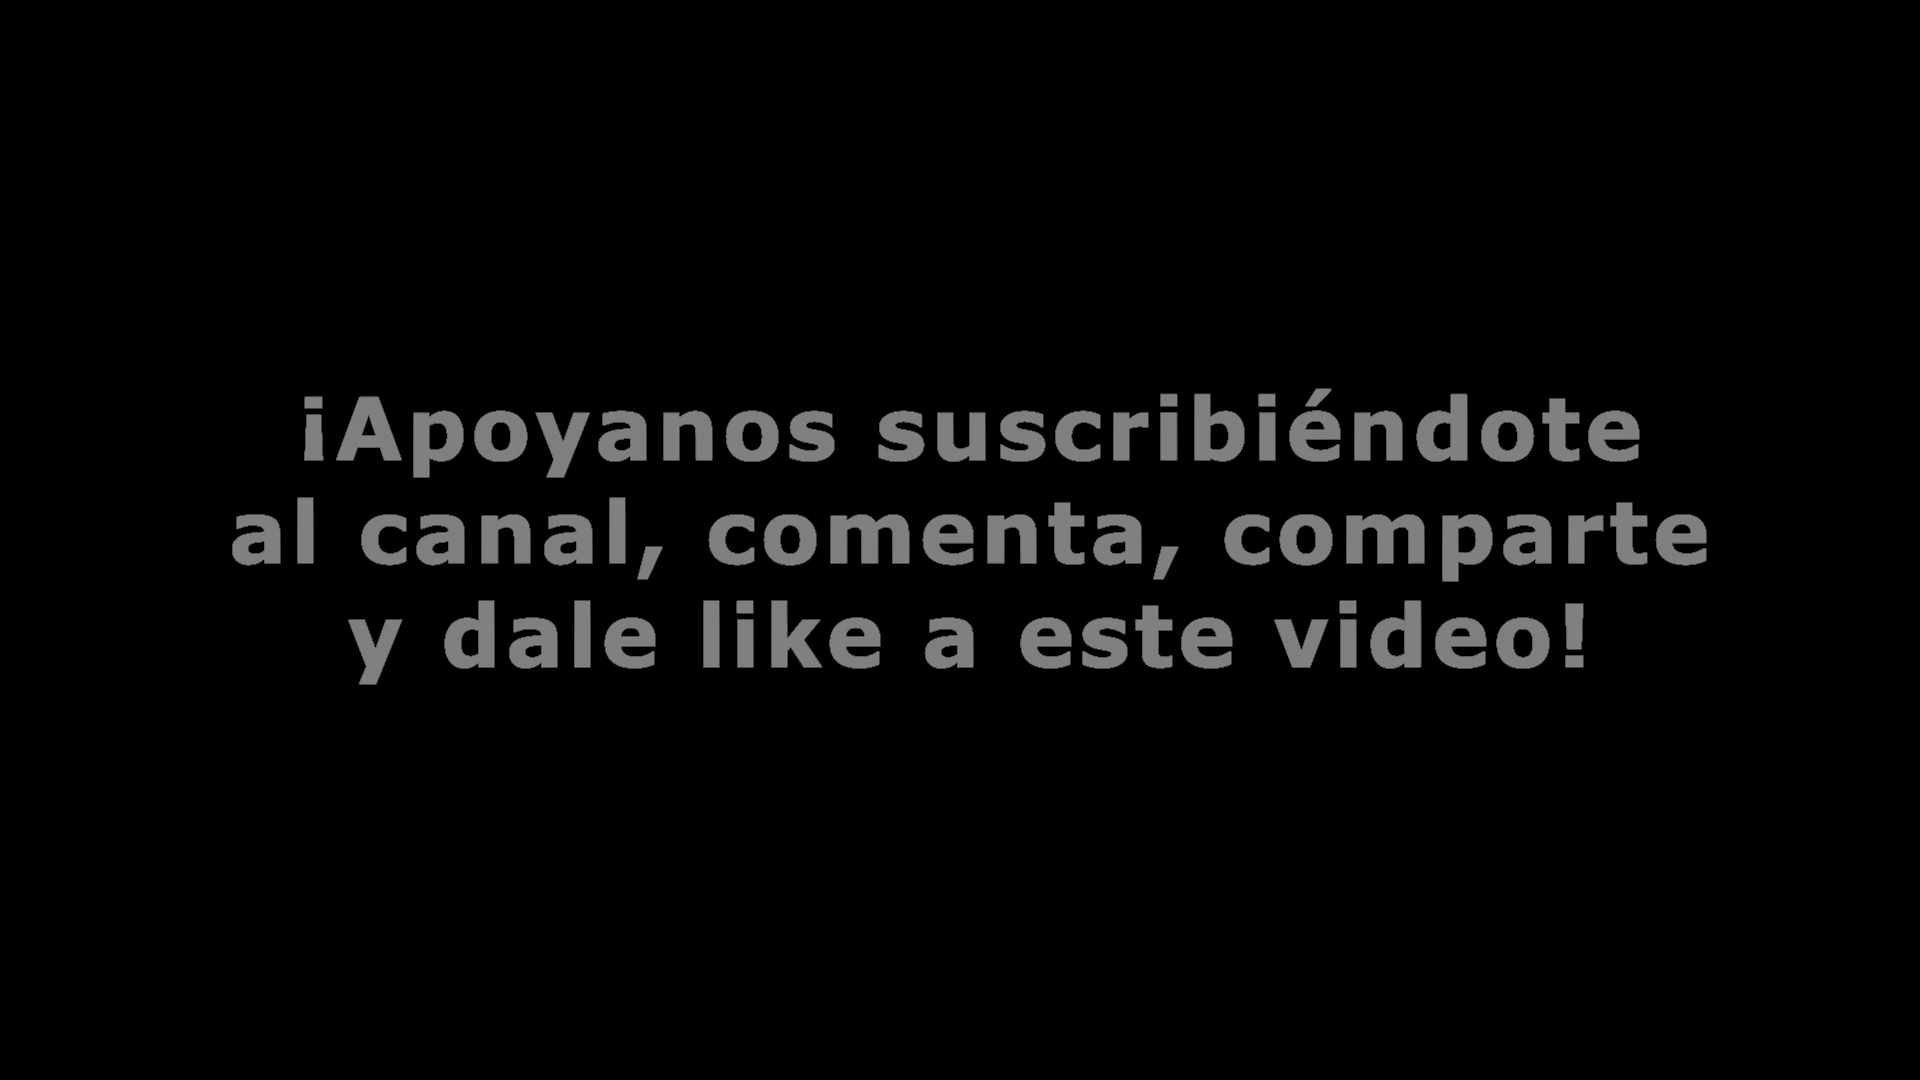 ¡Apoyanos suscribiéndote
al canal, comenta, comparte
y dale like a este video!